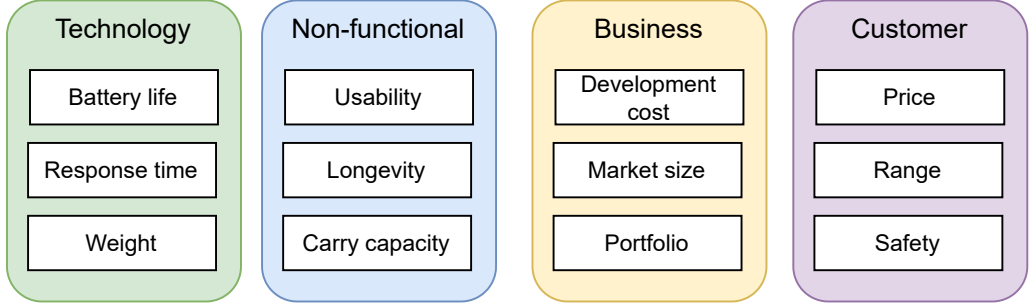 Technology
Battery life
Response time
Weight
Non-functional
Usability
Longevity
Carry capacity
Business
Development
cost
Market size
Portfolio
Customer
Price
Range
Safety